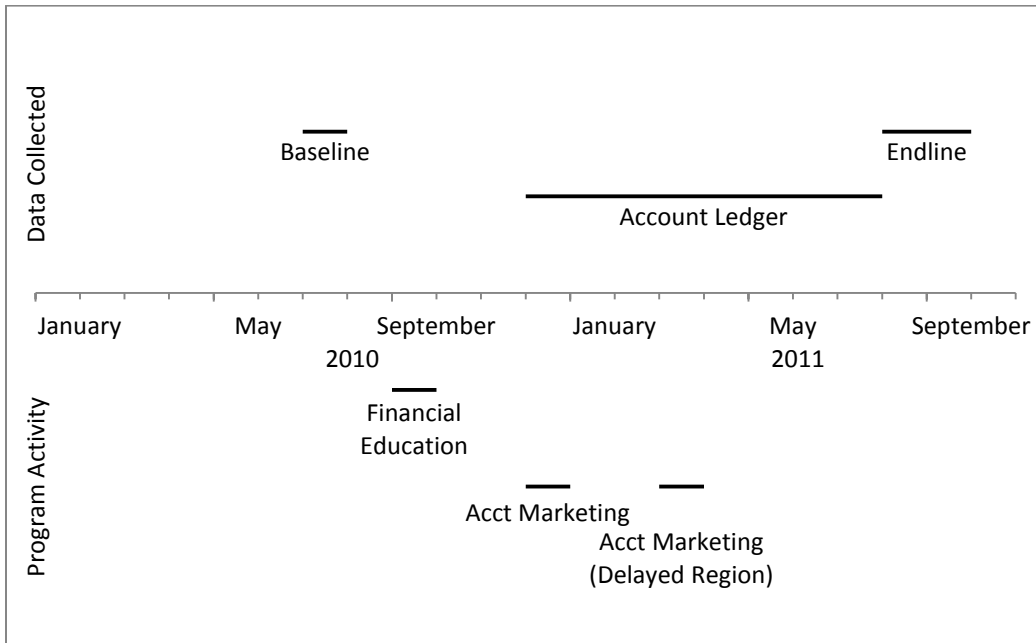 Data Collected
Baseline
Endline
Account Ledger
January May September January May September
2010 2011
Program Activity
Financial
Education
Acct Marketing
Acct Marketing
(Delayed Region)